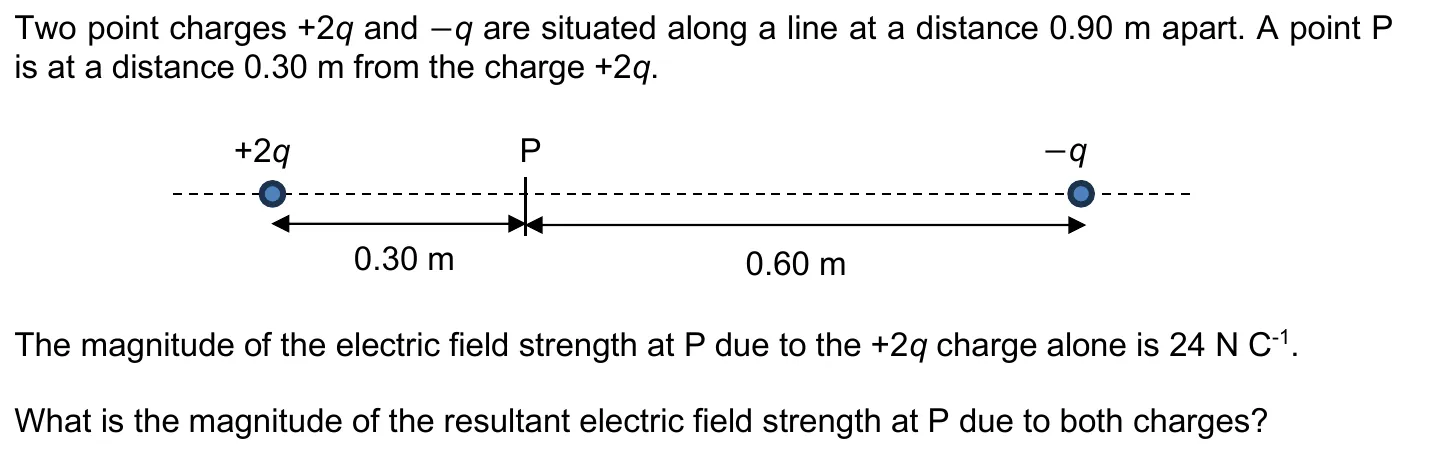 Two point charges +2q and −q are situated along a line at a distance 0.90 m apart. A point P
is at a distance 0.30 m from the charge +2q.
+2q P −q
0.30 m 0.60 m
The magnitude of the electric field strength at P due to the +2q charge alone is 24 N C⁻¹.
What is the magnitude of the resultant electric field strength at P due to both charges?